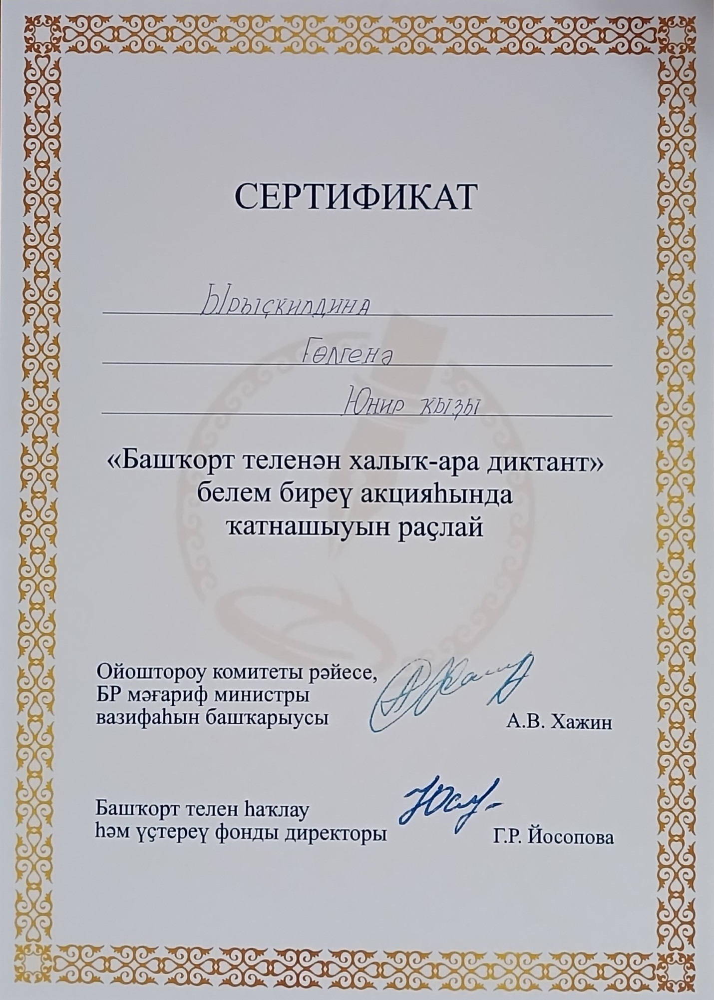 СЕРТИФИКАТ
Ырыҫкилдина
Гөлгенә
Юнир ҡыҙы
«Башҡорт теленән халыҡ-ара диктант»
белем биреү акцияһында
ҡатнашыуын раҫлай
Ойоштороу комитеты рәйесе,
БР мәғариф министры
вазифаһын башҡарыусы
А.В. Хажин
Башҡорт телен һаҡлау
һәм үҫтереү фонды директоры
Г.Р. Йосопова